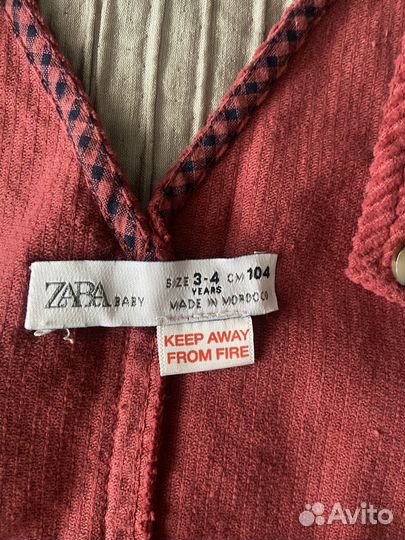 ZARA BABY
SIZE 3-4 CM 104
YEARS
MADE IN MOROCCO
KEEP AWAY
FROM FIRE
Avito